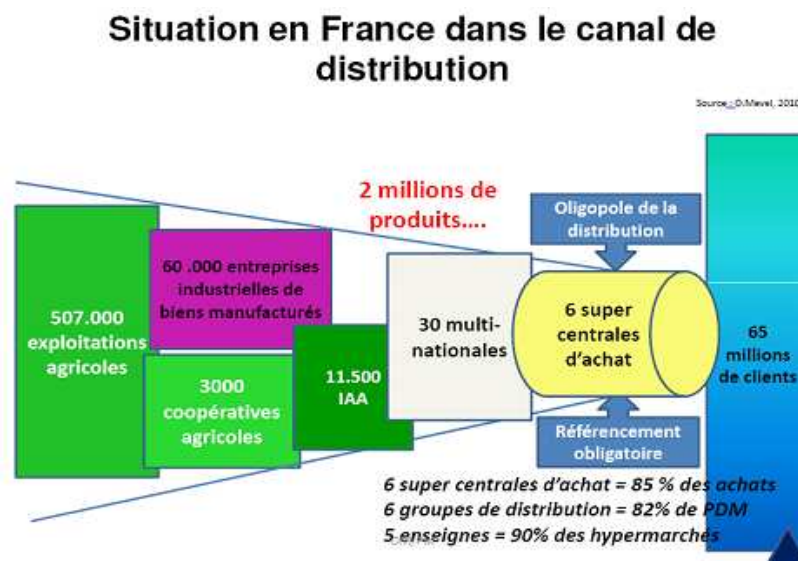 Situation en France dans le canal de
distribution
Source : D.Mevel, 2010
2 millions de
produits....
Oligopole de la
distribution
507.000
exploitations
agricoles
60 .000 entreprises
industrielles de
biens manufacturés
3000
coopératives
agricoles
11.500
IAA
30 multi-
nationales
6 super
centrales
d'achat
65
millions
de clients
Référencement
obligatoire
6 super centrales d'achat = 85 % des achats
6 groupes de distribution = 82% de PDM
5 enseignes = 90% des hypermarchés